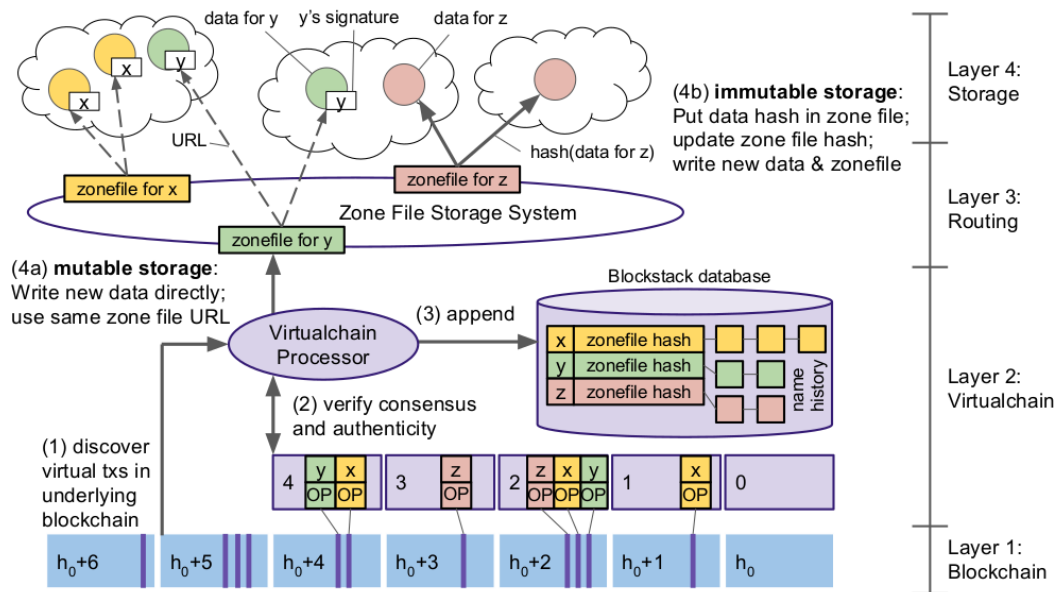 data for y
y's signature
data for z
x
x
y
y
URL
hash(data for z)
(4b) immutable storage:
Put data hash in zone file;
update zone file hash;
write new data & zonefile
Layer 4:
Storage
zonefile for x
zonefile for z
Zone File Storage System
zonefile for y
Layer 3:
Routing
(4a) mutable storage:
Write new data directly;
use same zone file URL
Virtualchain
Processor
(3) append
Blockstack database
x zonefile hash
y zonefile hash
z zonefile hash
name
history
Layer 2:
Virtualchain
(2) verify consensus
and authenticity
(1) discover
virtual txs in
underlying
blockchain
4 y x
OP OP
3 z
OP
2 z x y
OP OP OP
1 x
OP
0
h0+6
h0+5
h0+4
h0+3
h0+2
h0+1
h0
Layer 1:
Blockchain